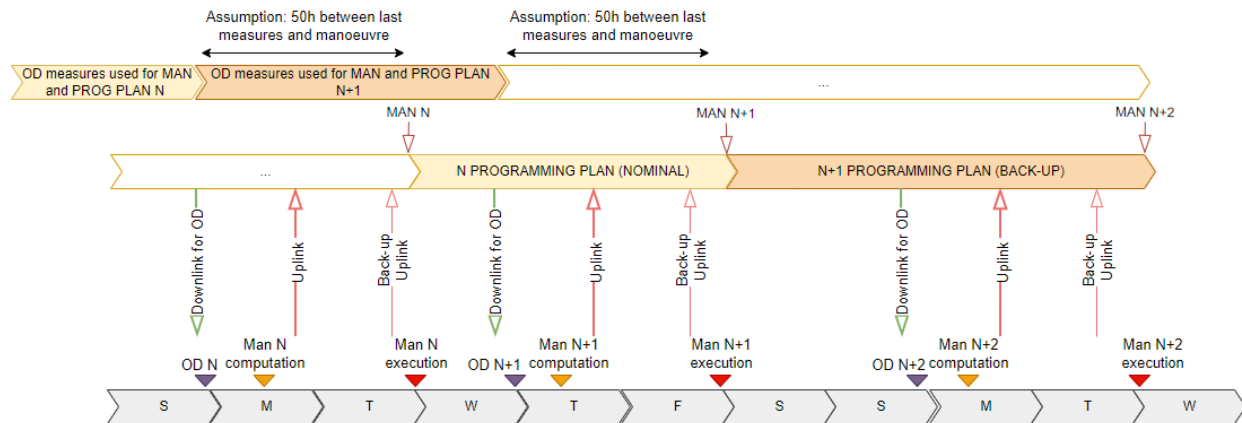 Assumption: 50h between last
measures and manoeuvre
Assumption: 50h between last
measures and manoeuvre
OD measures used for MAN
and PROG PLAN N
OD measures used for MAN and PROG PLAN
N+1
...
MAN N
MAN N+1
MAN N+2
...
N PROGRAMMING PLAN (NOMINAL)
N+1 PROGRAMMING PLAN (BACK-UP)
Downlink for OD
Uplink
Back-up
Uplink
Downlink for OD
Uplink
Back-up
Uplink
Downlink for OD
Uplink
Back-up
Uplink
OD N
Man N
computation
Man N
execution
OD N+1
Man N+1
computation
Man N+1
execution
OD N+2
Man N+2
computation
Man N+2
execution
S
M
T
W
T
F
S
S
M
T
W